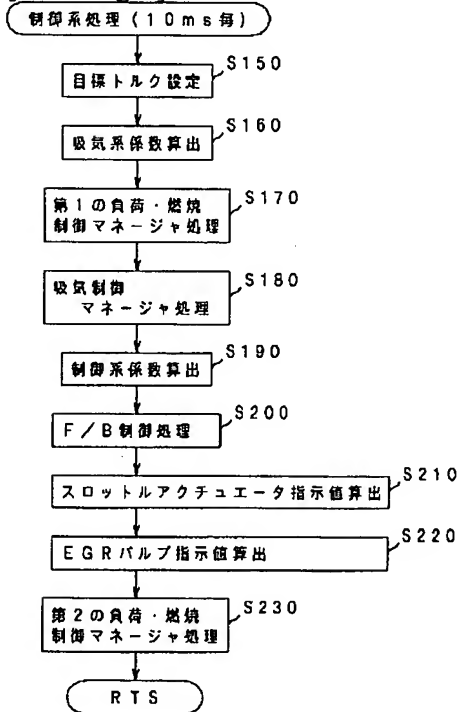 制御系処理(10ms毎)
S150
目標トルク設定
S160
吸気系係数算出
S170
第1の負荷・燃焼
制御マネージャ処理
S180
吸気制御
マネージャ処理
S190
制御系係数算出
S200
F/B制御処理
S210
スロットルアクチュエータ指示値算出
S220
EGRバルブ指示値算出
S230
第2の負荷・燃焼
制御マネージャ処理
RTS